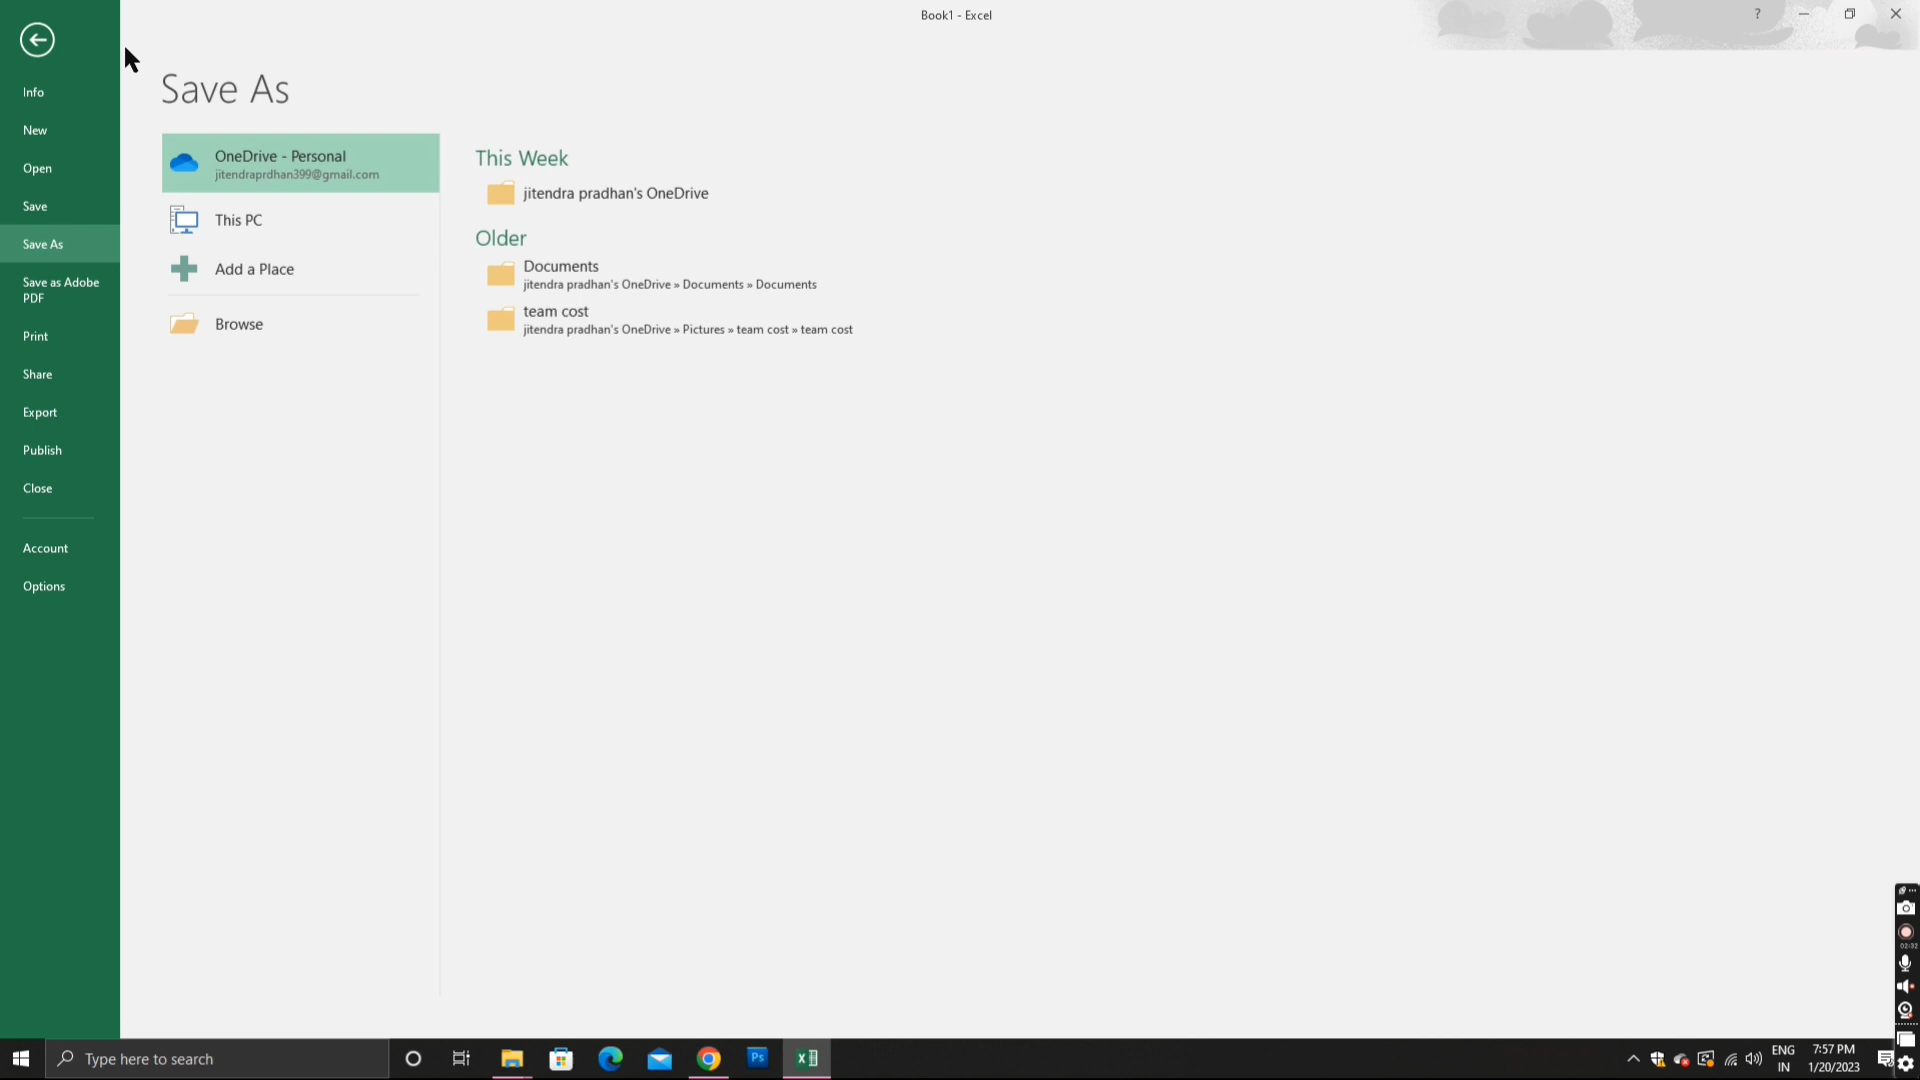 Book1 - Excel
?
Info
New
Open
Save
Save As
Save as Adobe
PDF
Print
Share
Export
Publish
Close
Account
Options
Save As
OneDrive - Personal
jitendraprdhan399@gmail.com
This PC
Add a Place
Browse
This Week
jitendra pradhan's OneDrive
Older
Documents
jitendra pradhan's OneDrive » Documents » Documents
team cost
jitendra pradhan's OneDrive » Pictures » team cost » team cost
02:32
Type here to search
Ps
ENG
IN
7:57 PM
1/20/2023